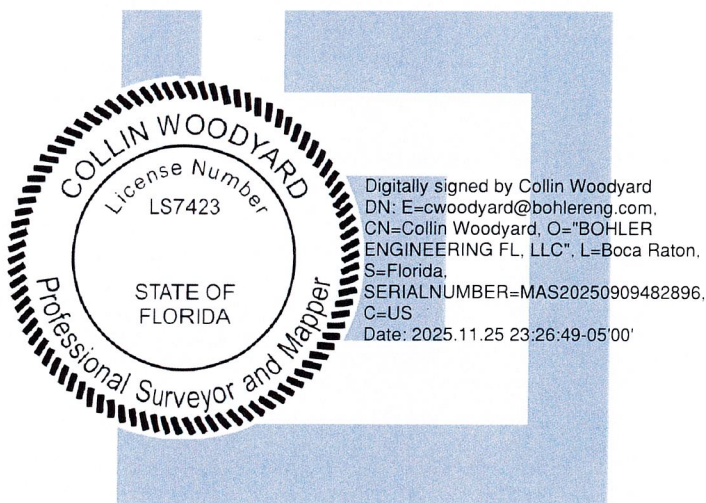 COLLIN WOODYARD
License Number
LS7423
STATE OF
FLORIDA
Professional Surveyor and Mapper
Digitally signed by Collin Woodyard
DN: E=cwoodyard@bohlereng.com,
CN=Collin Woodyard, O="BOHLER
ENGINEERING FL, LLC", L=Boca Raton,
S=Florida,
SERIALNUMBER=MAS20250909482896,
C=US
Date: 2025.11.25 23:26:49-05'00'